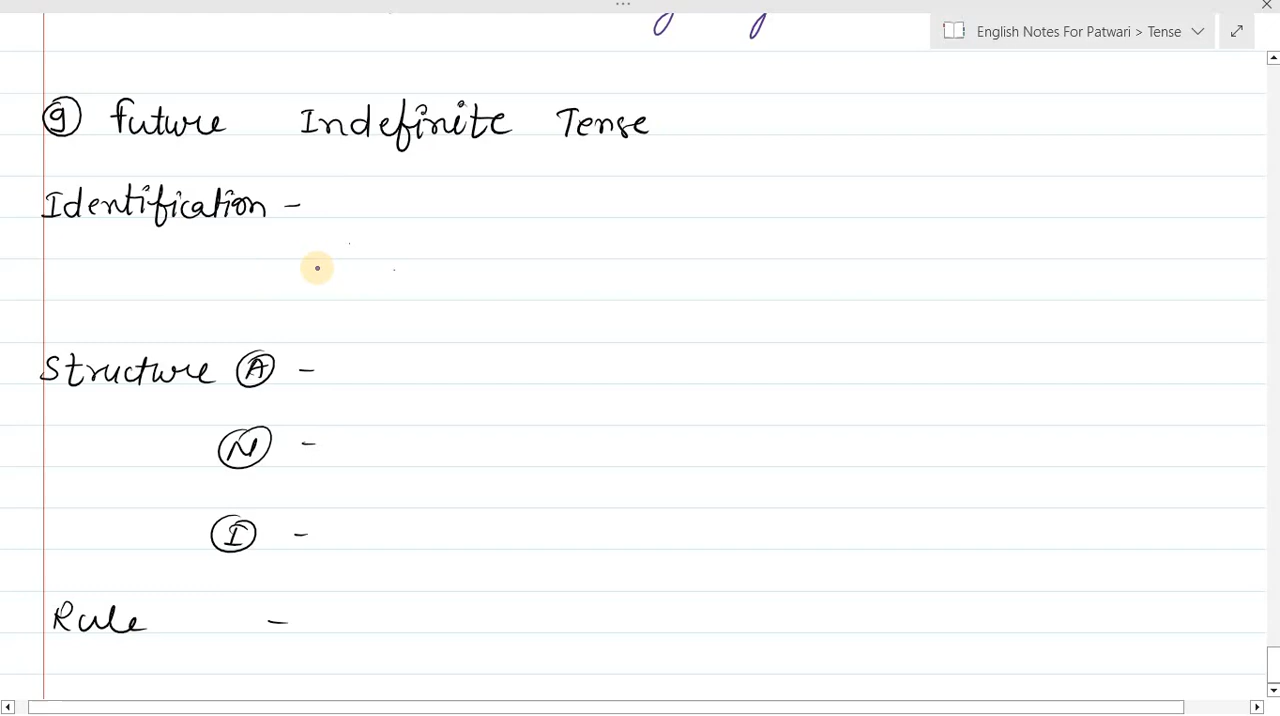 English Notes For Patwari > Tense
9 Future Indefinite Tense
Identification -
Structure A -
N -
I -
Rule -